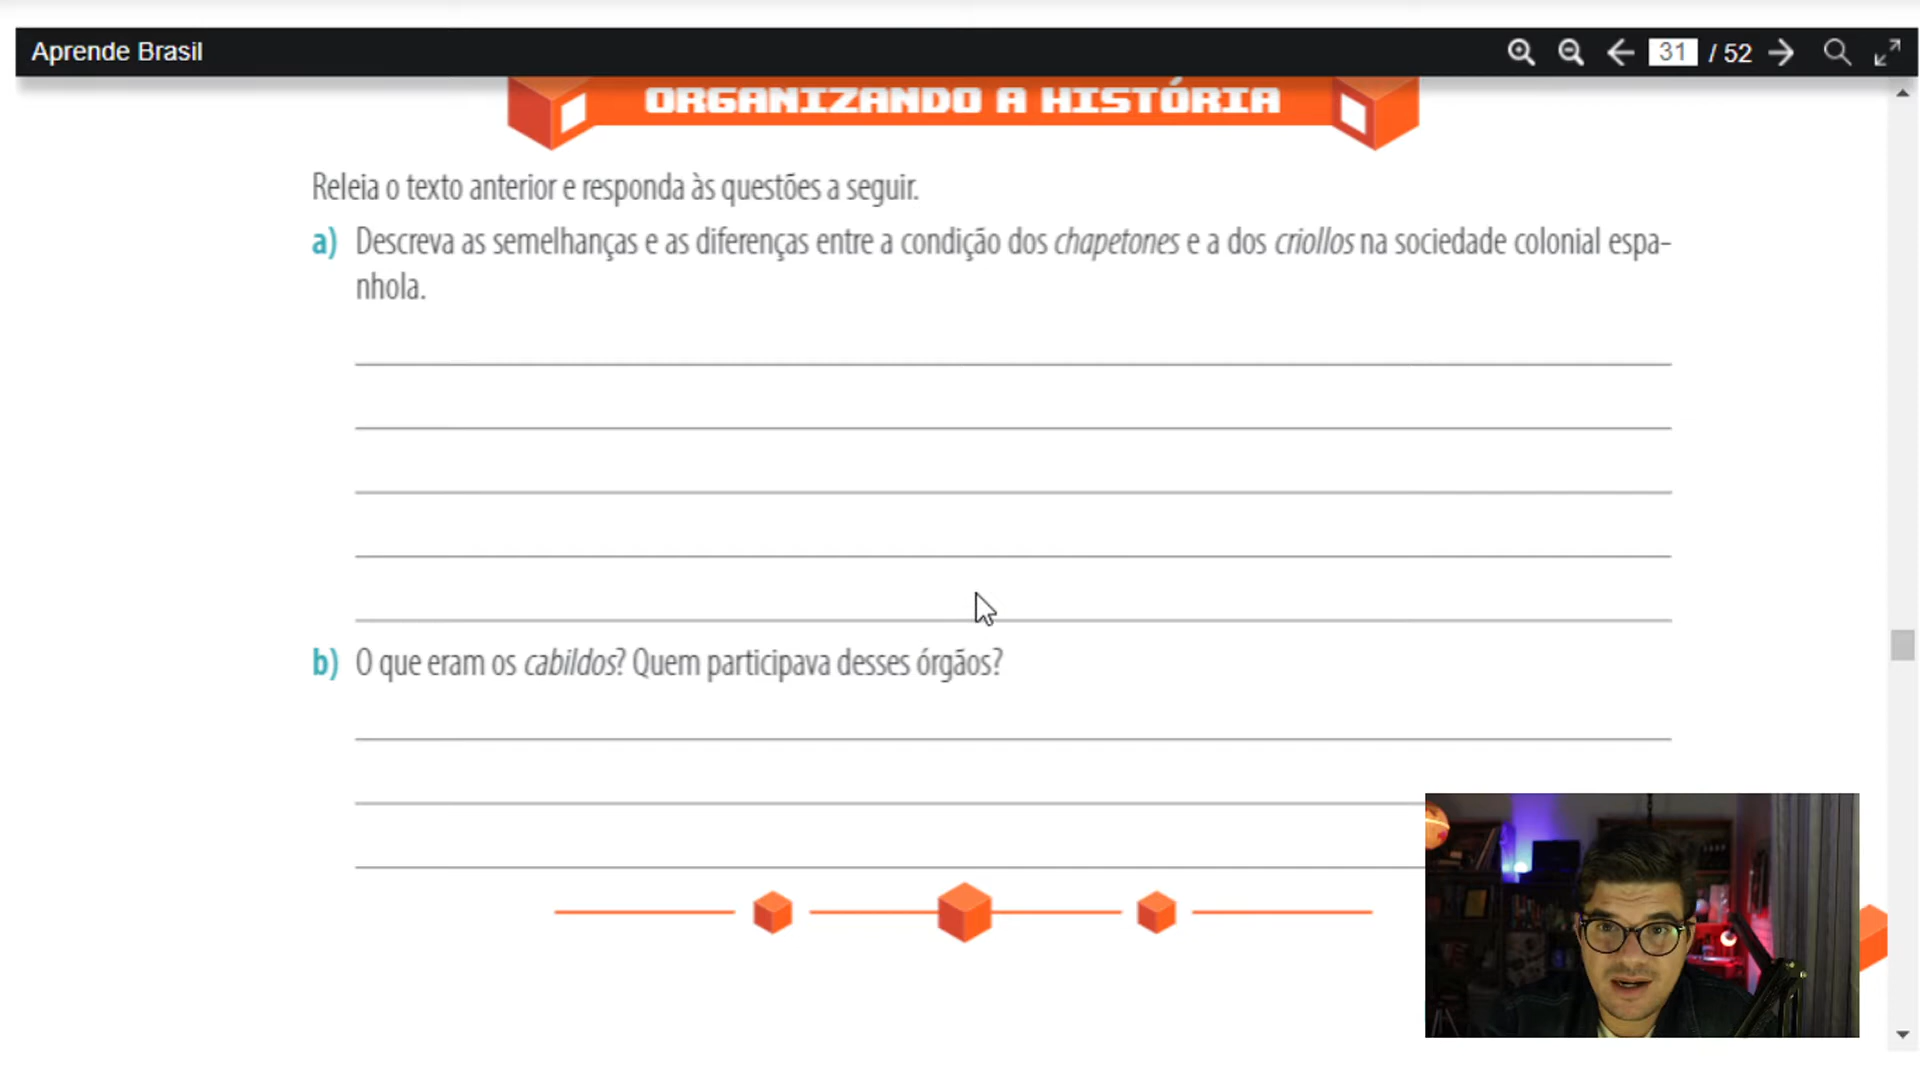 Aprende Brasil
31 / 52
ORGANIZANDO A HISTÓRIA
Releia o texto anterior e responda às questões a seguir.
a) Descreva as semelhanças e as diferenças entre a condição dos chapetones e a dos criollos na sociedade colonial espa-
nhola.
b) O que eram os cabildos? Quem participava desses órgãos?